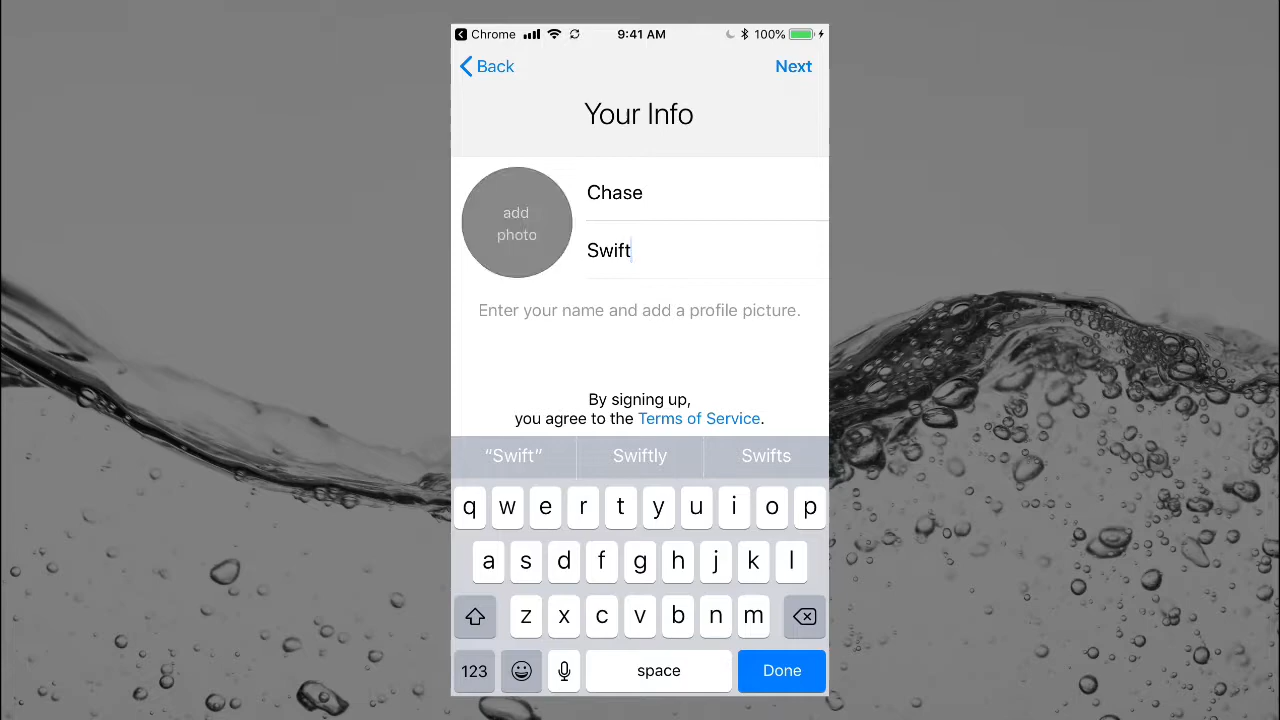 Chrome 9:41 AM 100%
Back Next
Your Info
add
photo
Chase
Swift
Enter your name and add a profile picture.
By signing up,
you agree to the Terms of Service.
“Swift” Swiftly Swifts
q w e r t y u i o p
a s d f g h j k l
z x c v b n m
123 space Done